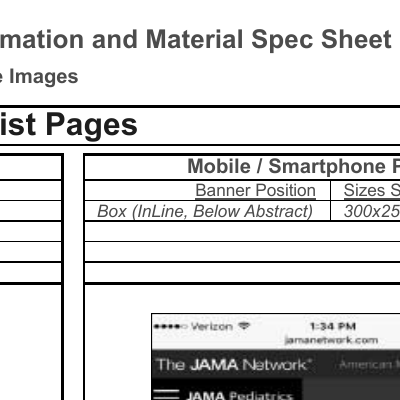 mation and Material Spec Sheet
e Images
ist Pages
Mobile / Smartphone P
Banner Position Sizes S
Box (InLine, Below Abstract) 300x25
Verizon 1:34 PM
jamanetwork.com
The JAMA Network American M
JAMA Pediatrics